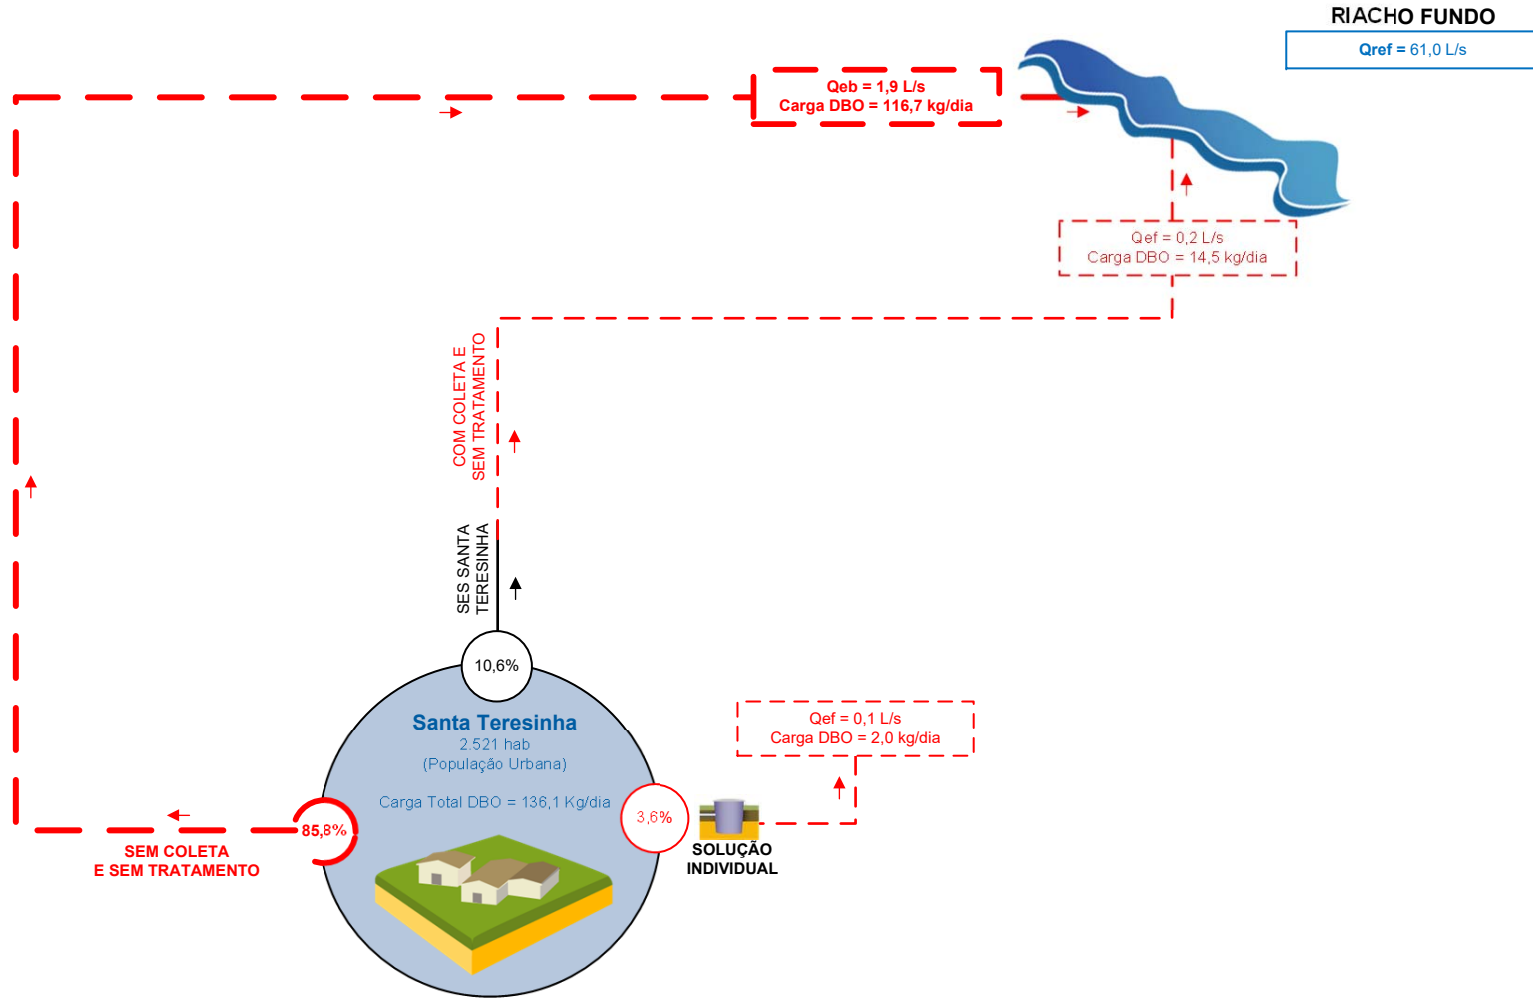 RIACHO FUNDO
Qref = 61,0 L/s
Qeb = 1,9 L/s
Carga DBO = 116,7 kg/dia
Qef = 0,2 L/s
Carga DBO = 14,5 kg/dia
COM COLETA E
SEM TRATAMENTO
SES SANTA
TERESINHA
10,6%
Santa Teresinha
2.521 hab
(População Urbana)
Carga Total DBO = 136,1 Kg/dia
Qef = 0,1 L/s
Carga DBO = 2,0 kg/dia
3,6%
SOLUÇÃO
INDIVIDUAL
85,8%
SEM COLETA
E SEM TRATAMENTO